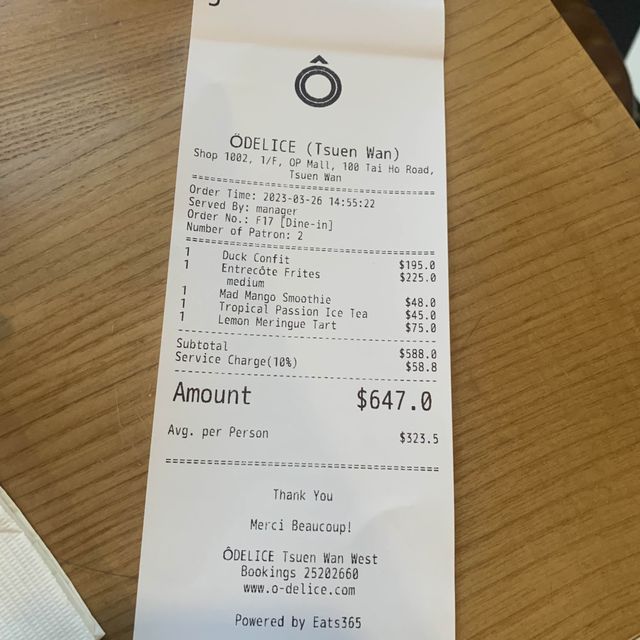 Ô
ÔDELICE (Tsuen Wan)
Shop 1002, 1/F, OP Mall, 100 Tai Ho Road,
Tsuen Wan
Order Time: 2023-03-26 14:55:22
Served By: manager
Order No.: F17 [Dine-in]
Number of Patron: 2
1 Duck Confit $195.0
1 Entrecôte Frites $225.0
medium
1 Mad Mango Smoothie $48.0
1 Tropical Passion Ice Tea $45.0
1 Lemon Meringue Tart $75.0
Subtotal $588.0
Service Charge(10%) $58.8
Amount $647.0
Avg. per Person $323.5
Thank You
Merci Beaucoup!
ÔDELICE Tsuen Wan West
Bookings 25202660
www.o-delice.com
Powered by Eats365